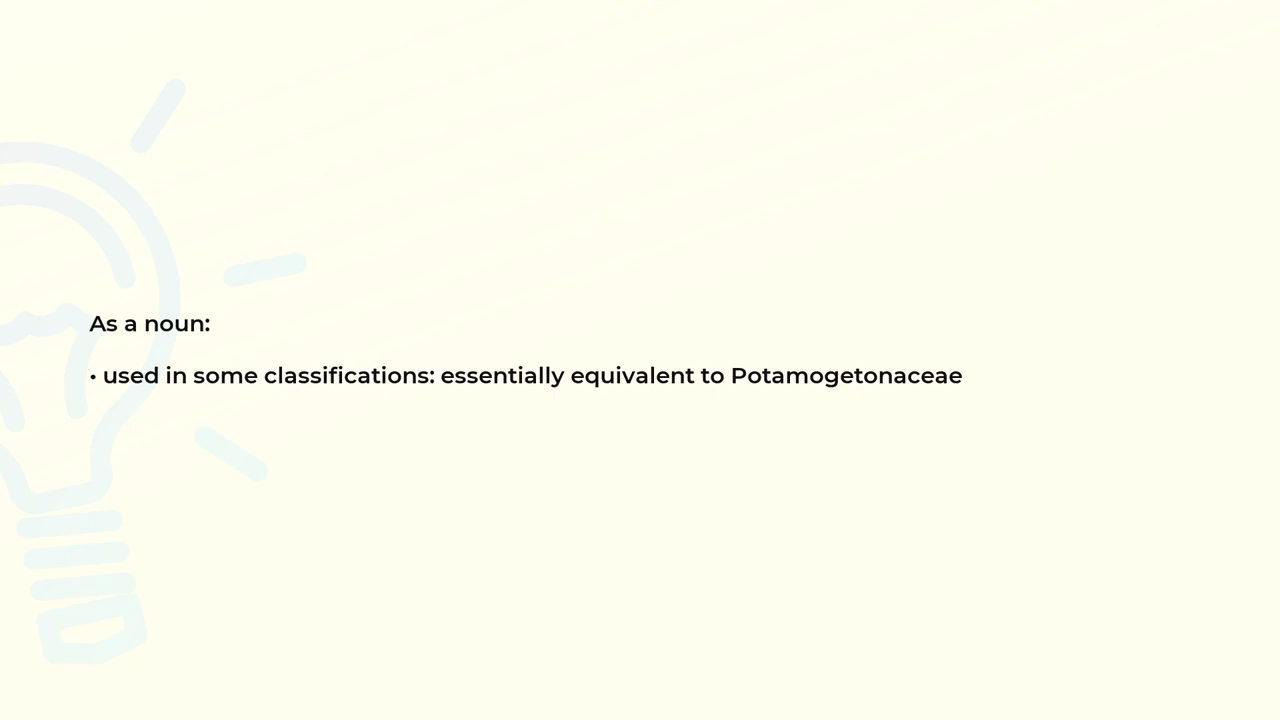 As a noun:
• used in some classifications: essentially equivalent to Potamogetonaceae